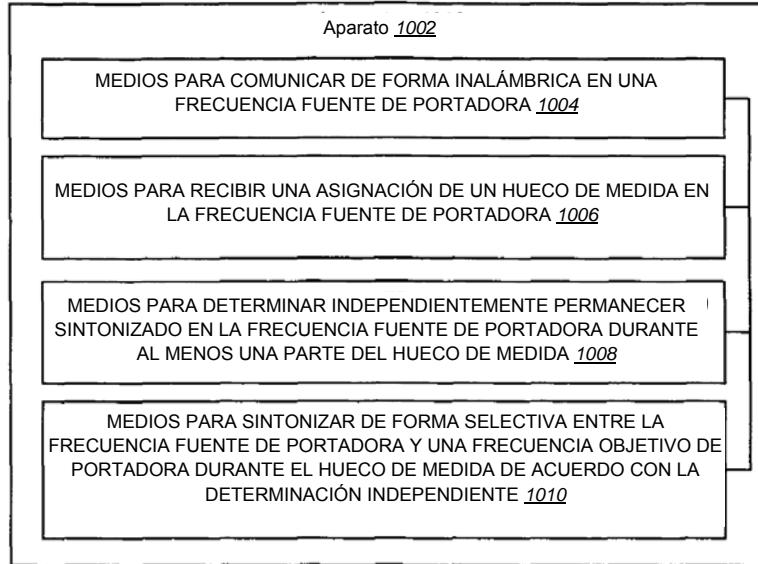 Aparato 1002
MEDIOS PARA COMUNICAR DE FORMA INALÁMBRICA EN UNA
FRECUENCIA FUENTE DE PORTADORA 1004
MEDIOS PARA RECIBIR UNA ASIGNACIÓN DE UN HUECO DE MEDIDA EN
LA FRECUENCIA FUENTE DE PORTADORA 1006
MEDIOS PARA DETERMINAR INDEPENDIENTEMENTE PERMANECER
SINTONIZADO EN LA FRECUENCIA FUENTE DE PORTADORA DURANTE
AL MENOS UNA PARTE DEL HUECO DE MEDIDA 1008
MEDIOS PARA SINTONIZAR DE FORMA SELECTIVA ENTRE LA
FRECUENCIA FUENTE DE PORTADORA Y UNA FRECUENCIA OBJETIVO DE
PORTADORA DURANTE EL HUECO DE MEDIDA DE ACUERDO CON LA
DETERMINACIÓN INDEPENDIENTE 1010